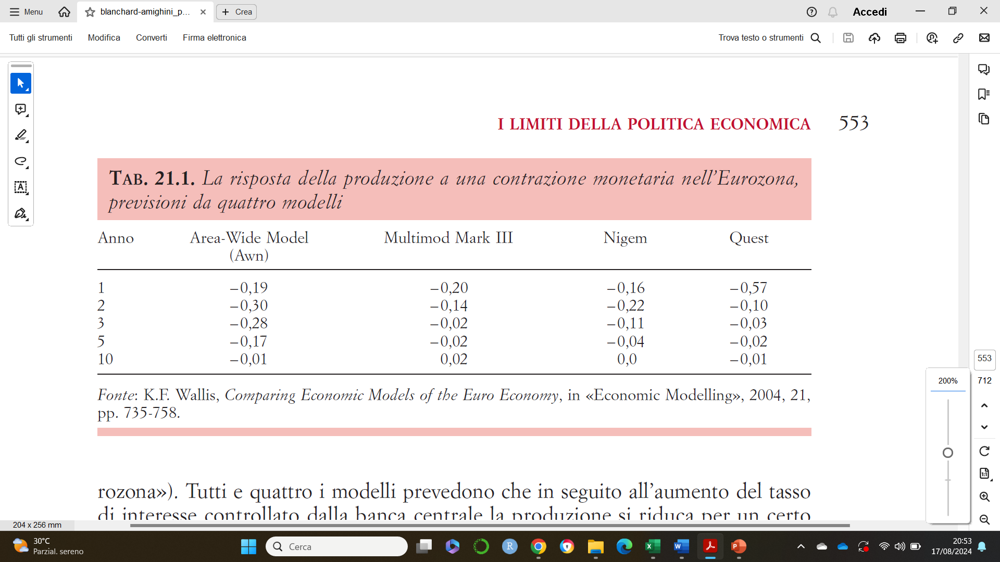 Menu
blanchard-amighini_p...
Crea
Accedi
Tutti gli strumenti Modifica Converti Firma elettronica
Trova testo o strumenti
I LIMITI DELLA POLITICA ECONOMICA 553
TAB. 21.1. La risposta della produzione a una contrazione monetaria nell'Eurozona,
previsioni da quattro modelli
Anno Area-Wide Model Multimod Mark III Nigem Quest
(Awn)
1 –0,19 –0,20 –0,16 –0,57
2 –0,30 –0,14 –0,22 –0,10
3 –0,28 –0,02 –0,11 –0,03
5 –0,17 –0,02 –0,04 –0,02
10 –0,01 0,02 0,0 –0,01
Fonte: K.F. Wallis, Comparing Economic Models of the Euro Economy, in «Economic Modelling», 2004, 21,
pp. 735-758.
rozona»). Tutti e quattro i modelli prevedono che in seguito all'aumento del tasso
di interesse controllato dalla banca centrale la produzione si riduca per un certo
553
712
200%
1:1
204 x 256 mm
30°C
Parzial. sereno
Cerca
20:53
17/08/2024